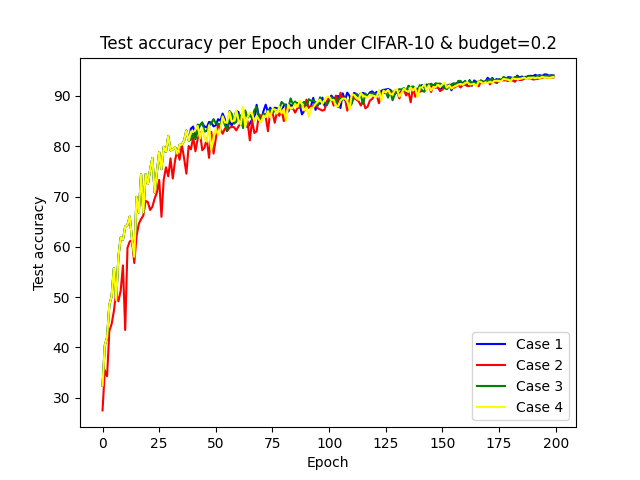 Test accuracy per Epoch under CIFAR-10 & budget=0.2
Test accuracy
90
80
70
60
50
40
30
0
25
50
75
100
125
150
175
200
Epoch
Case 1
Case 2
Case 3
Case 4